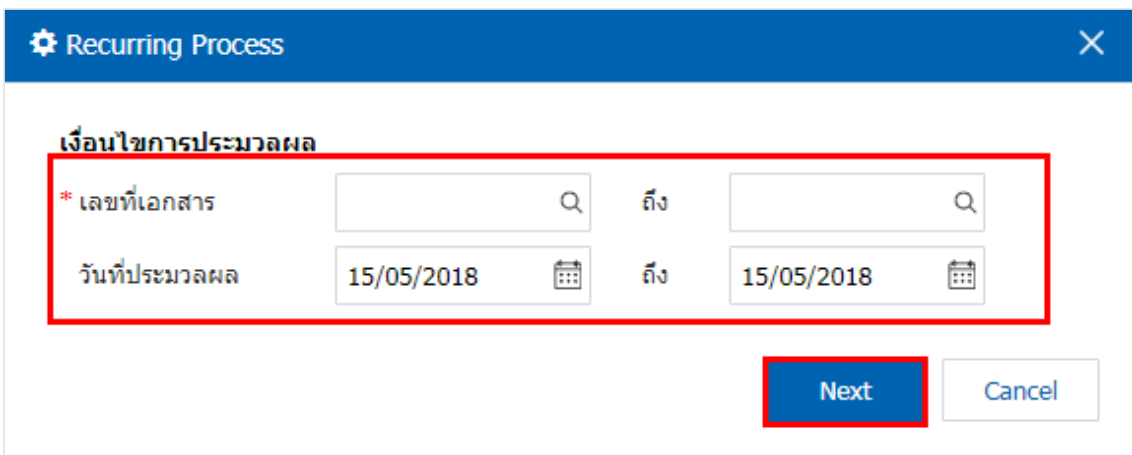 Recurring Process
เงื่อนไขการประมวลผล
* เลขที่เอกสาร ถึง
วันที่ประมวลผล 15/05/2018 ถึง 15/05/2018
Next Cancel